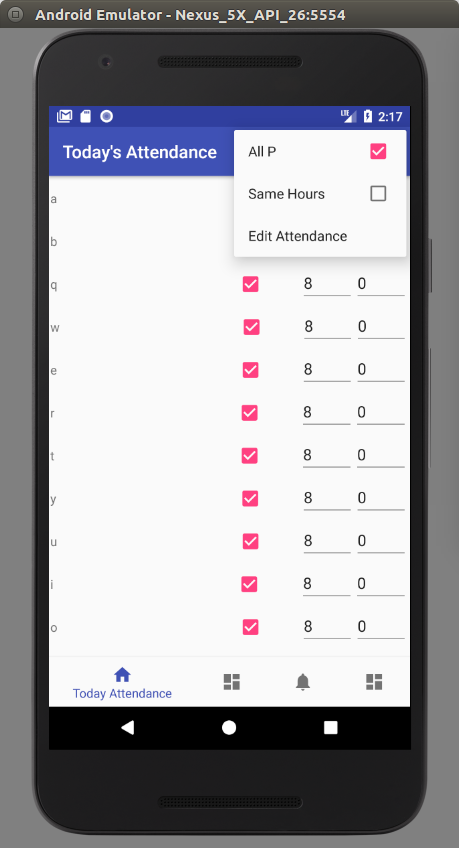 Android Emulator - Nexus_5X_API_26:5554
LTE 2:17
Today's Attendance
All P
Same Hours
Edit Attendance
a
b
q 8 0
w 8 0
e 8 0
r 8 0
t 8 0
y 8 0
u 8 0
i 8 0
o 8 0
Today Attendance